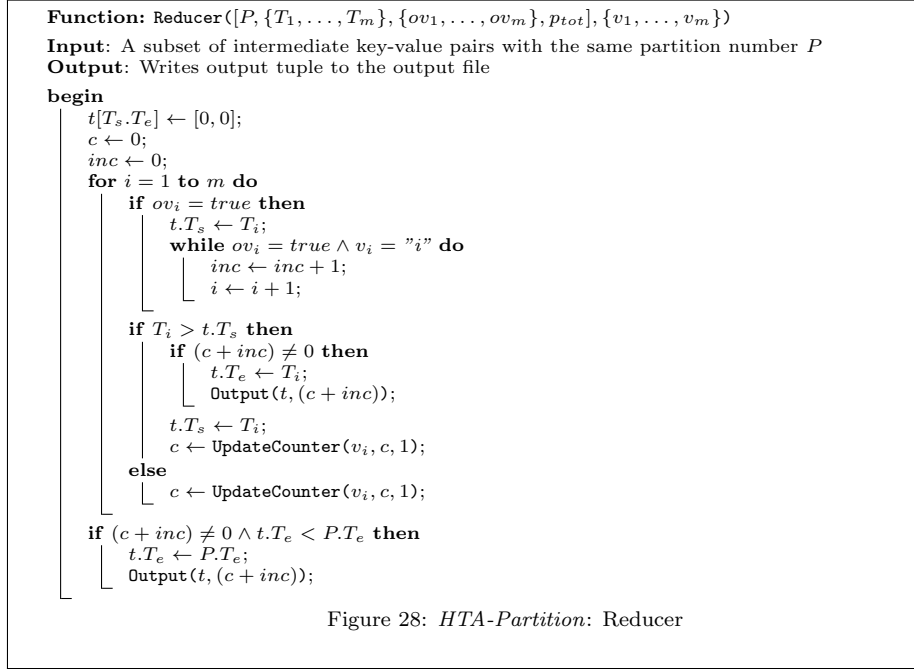 Function: Reducer([P, {T₁, . . . , Tₘ}, {ov₁, . . . , ovₘ}, pₜₒₜ], {v₁, . . . , vₘ})
Input: A subset of intermediate key-value pairs with the same partition number P
Output: Writes output tuple to the output file
begin
t[Tₛ.Tₑ] ← [0, 0];
c ← 0;
inc ← 0;
for i = 1 to m do
if ovᵢ = true then
t.Tₛ ← Tᵢ;
while ovᵢ = true ∧ vᵢ = ”i” do
inc ← inc + 1;
i ← i + 1;
if Tᵢ > t.Tₛ then
if (c + inc) ≠ 0 then
t.Tₑ ← Tᵢ;
Output(t, (c + inc));
t.Tₛ ← Tᵢ;
c ← UpdateCounter(vᵢ, c, 1);
else
c ← UpdateCounter(vᵢ, c, 1);
if (c + inc) ≠ 0 ∧ t.Tₑ < P.Tₑ then
t.Tₑ ← P.Tₑ;
Output(t, (c + inc));
Figure 28: HTA-Partition: Reducer